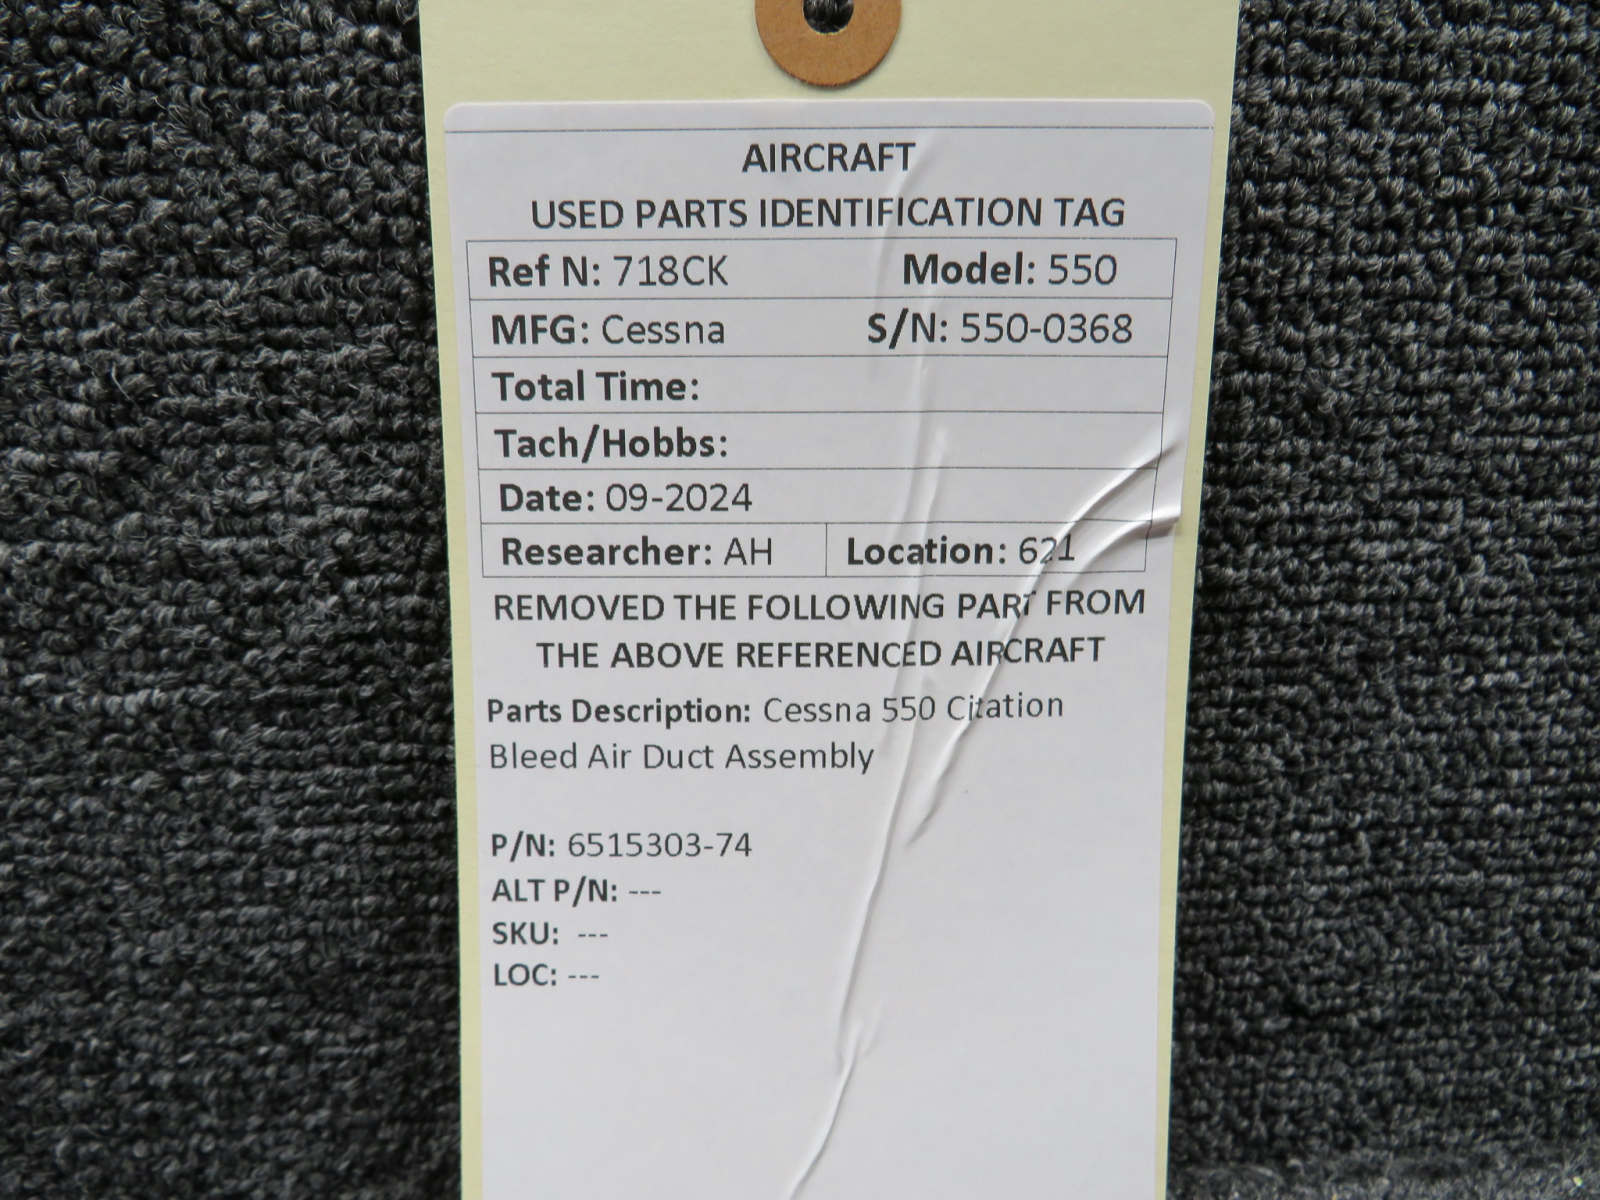 AIRCRAFT
USED PARTS IDENTIFICATION TAG
Ref N: 718CK Model: 550
MFG: Cessna S/N: 550-0368
Total Time:
Tach/Hobbs:
Date: 09-2024
Researcher: AH Location: 621
REMOVED THE FOLLOWING PART FROM
THE ABOVE REFERENCED AIRCRAFT
Parts Description: Cessna 550 Citation
Bleed Air Duct Assembly
P/N: 6515303-74
ALT P/N: ---
SKU: ---
LOC: ---